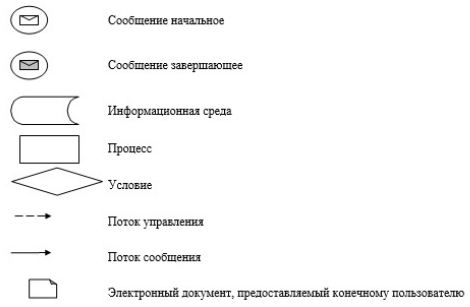 Сообщение начальное
Сообщение завершающее
Информационная среда
Процесс
Условие
Поток управления
Поток сообщения
Электронный документ, предоставляемый конечному пользователю